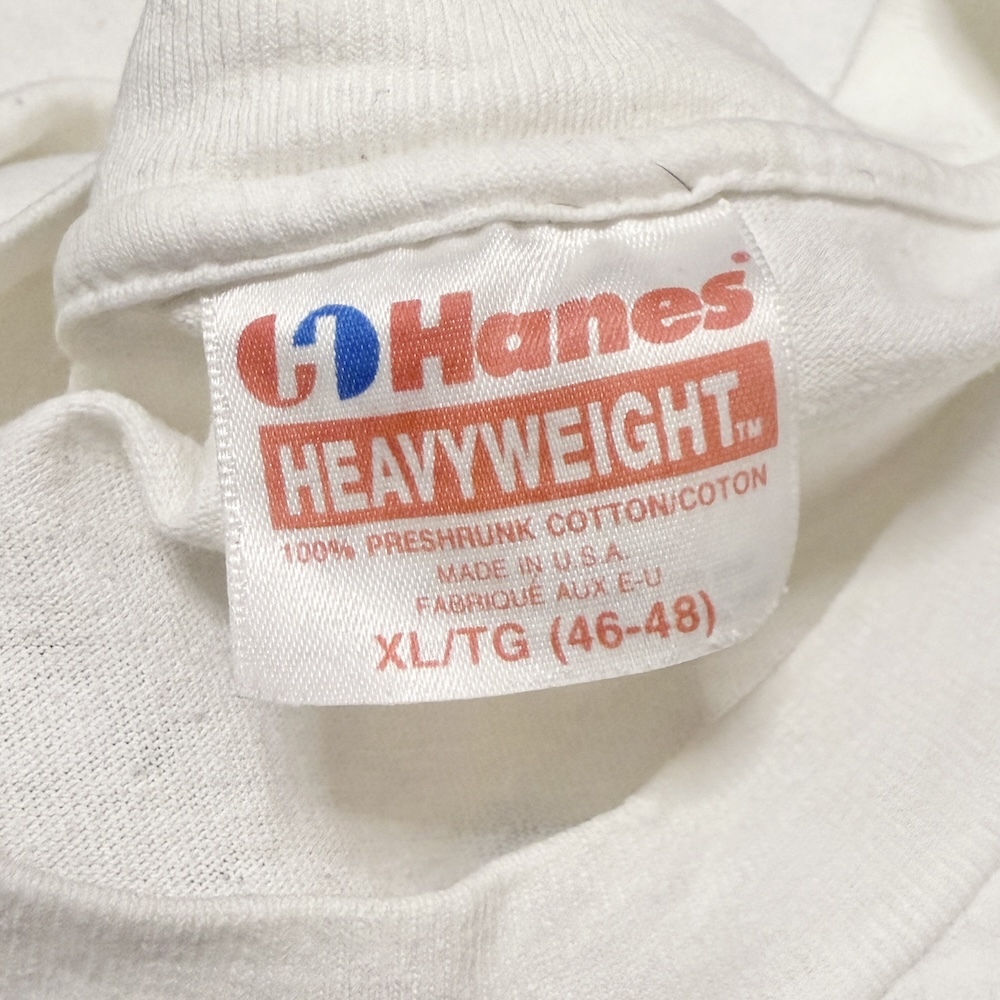 Hanes®
HEAVYWEIGHT™
100% PRESHRUNK COTTON/COTON
MADE IN U.S.A.
FABRIQUÉ AUX E-U
XL/TG (46-48)